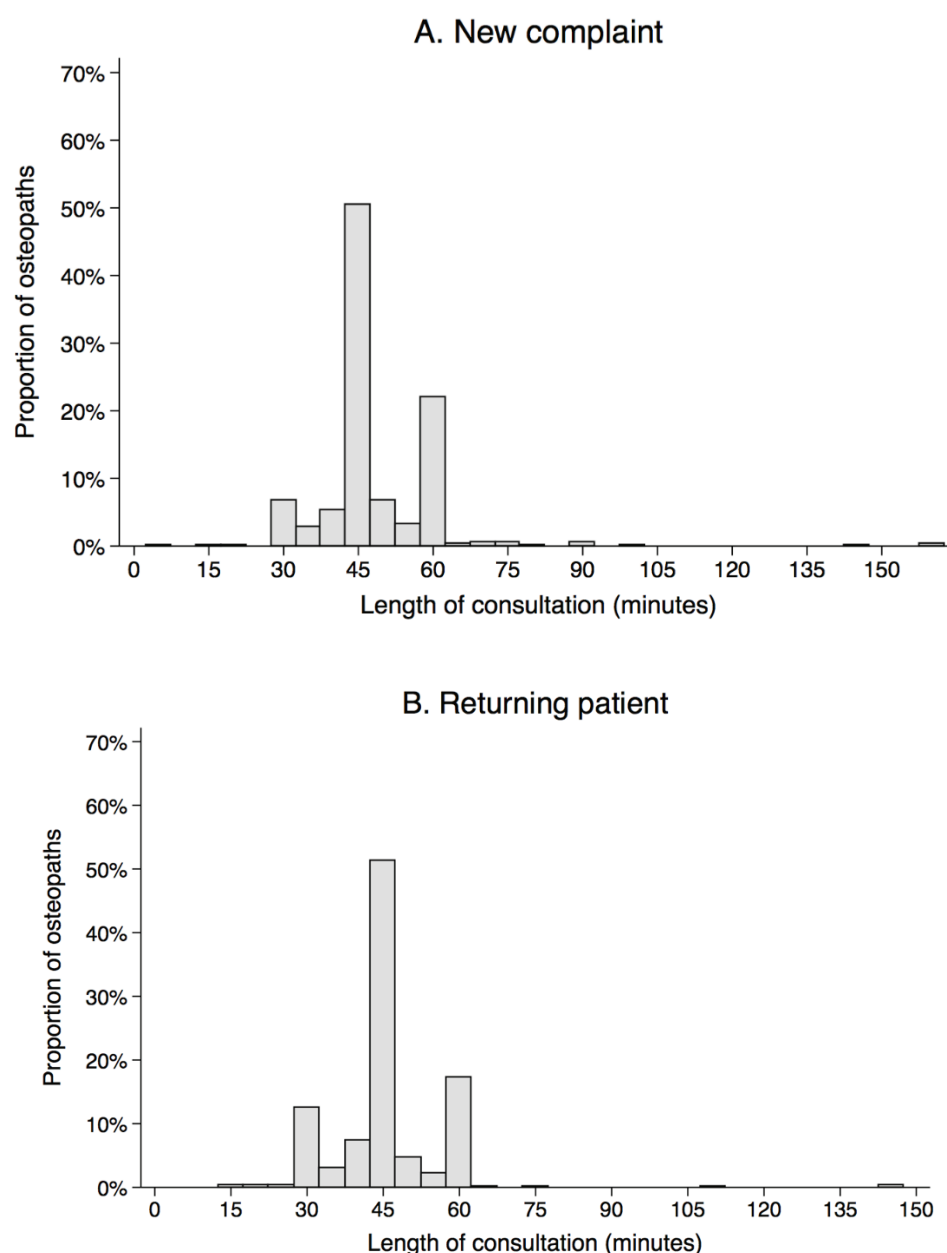 A. New complaint
70%
60%
50%
40%
30%
20%
10%
0%
Proportion of osteopaths
0 15 30 45 60 75 90 105 120 135 150
Length of consultation (minutes)
B. Returning patient
70%
60%
50%
40%
30%
20%
10%
0%
Proportion of osteopaths
0 15 30 45 60 75 90 105 120 135 150
Length of consultation (minutes)